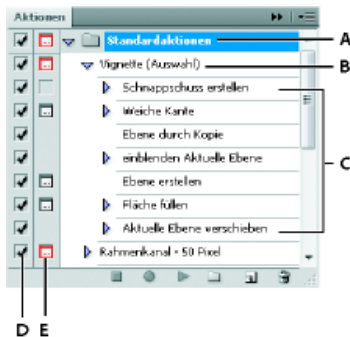 Aktionen
Standardaktionen
A
Vignette (Auswahl)
B
Schnappschuss erstellen
Weiche Kante
Ebene durch Kopie
C
einblenden Aktuelle Ebene
Ebene erstellen
Fläche füllen
Aktuelle Ebene verschieben
Rahmenkanal - 50 Pixel
D E